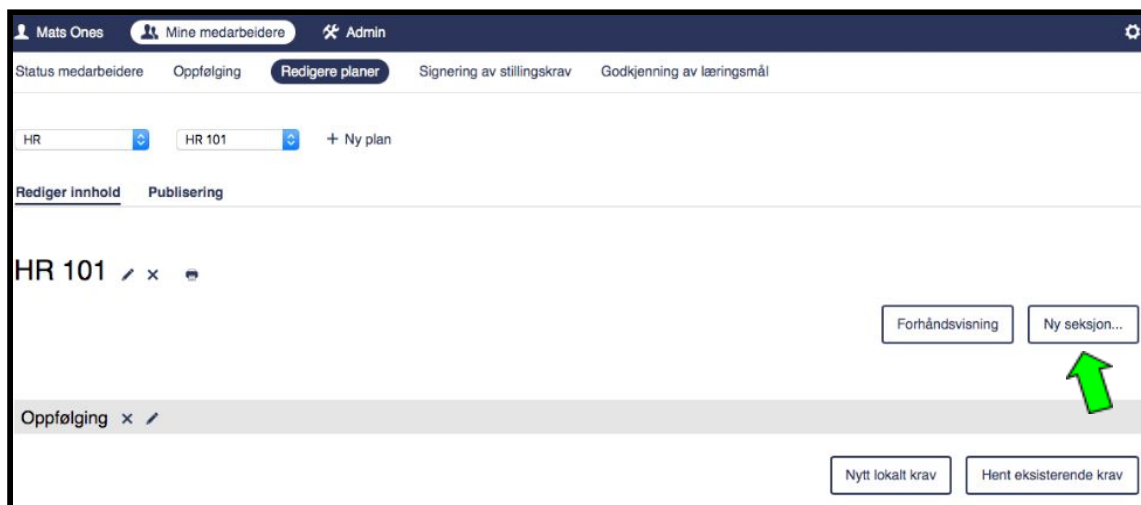 Mats Ones Mine medarbeidere Admin
Status medarbeidere Oppfølging Redigere planer Signering av stillingskrav Godkjenning av læringsmål
HR HR 101 + Ny plan
Rediger innhold Publisering
HR 101
Forhåndsvisning Ny seksjon...
Oppfølging
Nytt lokalt krav Hent eksisterende krav